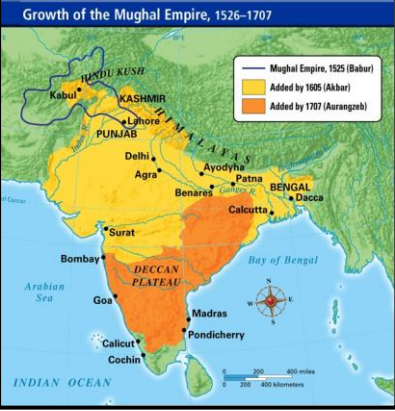 Growth of the Mughal Empire, 1526–1707
Mughal Empire, 1525 (Babur)
Added by 1605 (Akbar)
Added by 1707 (Aurangzeb)
HINDU KUSH
Kabul
KASHMIR
Lahore
PUNJAB
HIMALAYAS
Indus R.
Delhi
Agra
Ayodyha
Patna
Benares
Ganges R.
BENGAL
Dacca
Calcutta
Surat
Bombay
DECCAN
PLATEAU
Bay of Bengal
Arabian
Sea
Goa
N
W
E
S
Madras
Pondicherry
Calicut
Cochin
0 200 400 miles
0 200 400 kilometers
INDIAN OCEAN